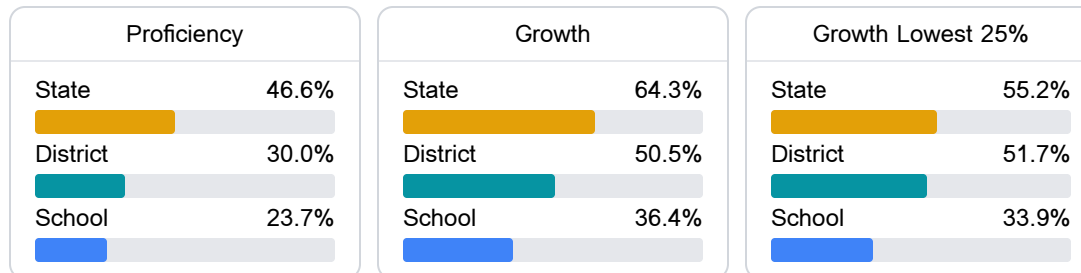 Proficiency
State 46.6%
District 30.0%
School 23.7%
Growth
State 64.3%
District 50.5%
School 36.4%
Growth Lowest 25%
State 55.2%
District 51.7%
School 33.9%